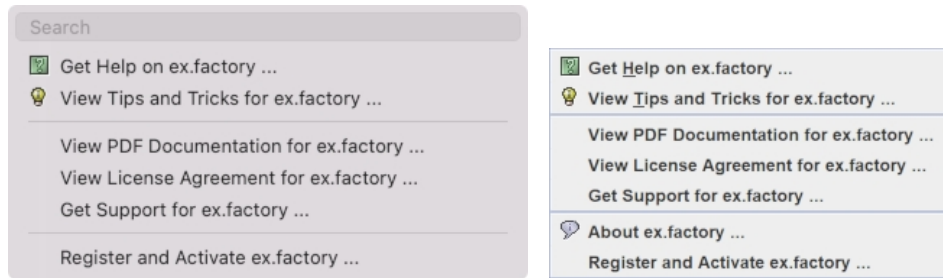 Search
Get Help on ex.factory ...
View Tips and Tricks for ex.factory ...
View PDF Documentation for ex.factory ...
View License Agreement for ex.factory ...
Get Support for ex.factory ...
Register and Activate ex.factory ...
Get Help on ex.factory ...
View Tips and Tricks for ex.factory ...
View PDF Documentation for ex.factory ...
View License Agreement for ex.factory ...
Get Support for ex.factory ...
About ex.factory ...
Register and Activate ex.factory ...